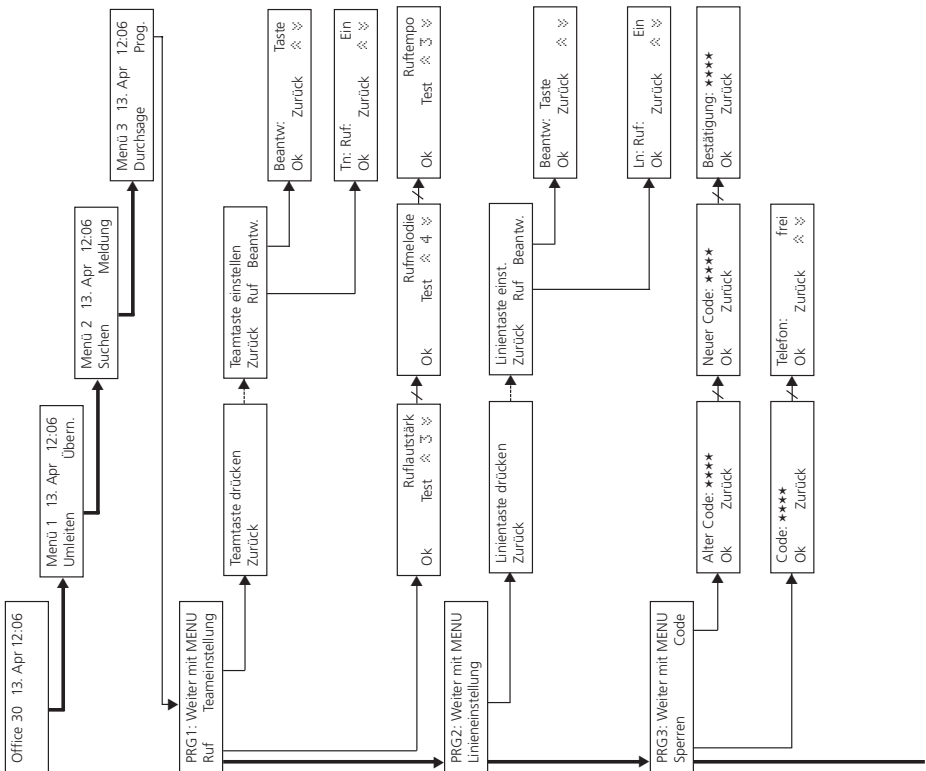 Office 30 13. Apr 12:06
Menü 1 13. Apr 12:06
Umleiten Übern.
Menü 2 13. Apr 12:06
Suchen Meldung
Menü 3 13. Apr 12:06
Durchsage Prog.
PRG1: Weiter mit MENU
Ruf Teameinstellung
Teamtaste drücken
Zurück
Teamtaste einstellen
Zurück Ruf Beantw.
Beantw: Taste
Ok Zurück
Tn: Ruf: Ein
Ok Zurück
Ruflautstärk
Ok Test 3
Rufmelodie
Ok Test 4
Ruftempo
Ok Test 3
PRG2: Weiter mit MENU
Linieneinstellung
Linientaste drücken
Zurück
Linientaste einst.
Zurück Ruf Beantw.
Beantw: Taste
Ok Zurück
Ln: Ruf: Ein
Ok Zurück
PRG3: Weiter mit MENU
Sperren Code
Alter Code: ★★★★
Ok Zurück
Neuer Code: ★★★★
Ok Zurück
Bestätigung: ★★★★
Ok Zurück
Code: ★★★★
Ok Zurück
Telefon: frei
Ok Zurück